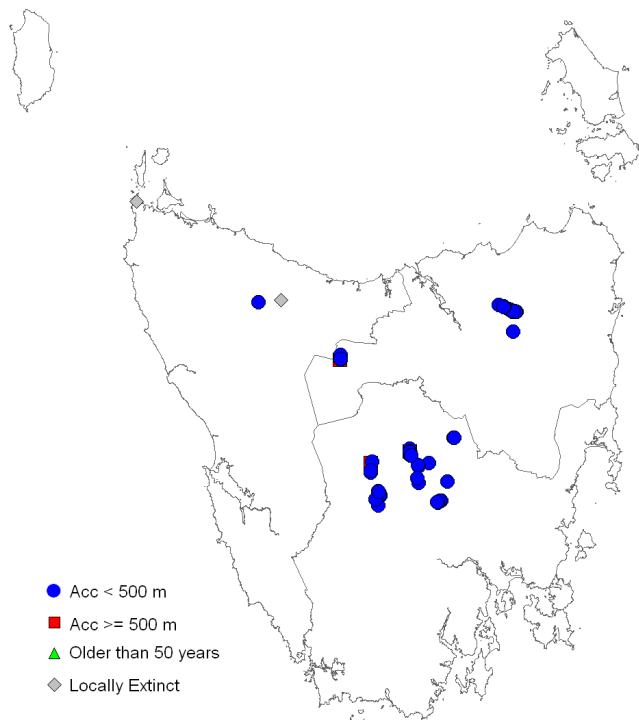 Acc < 500 m
Acc >= 500 m
Older than 50 years
Locally Extinct